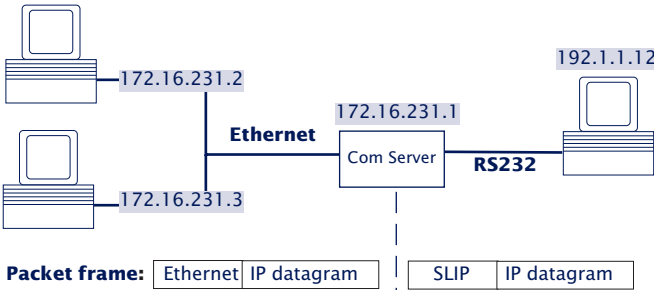 192.1.1.12
172.16.231.2
172.16.231.1
Ethernet
Com Server
RS232
172.16.231.3
Packet frame: Ethernet IP datagram SLIP IP datagram